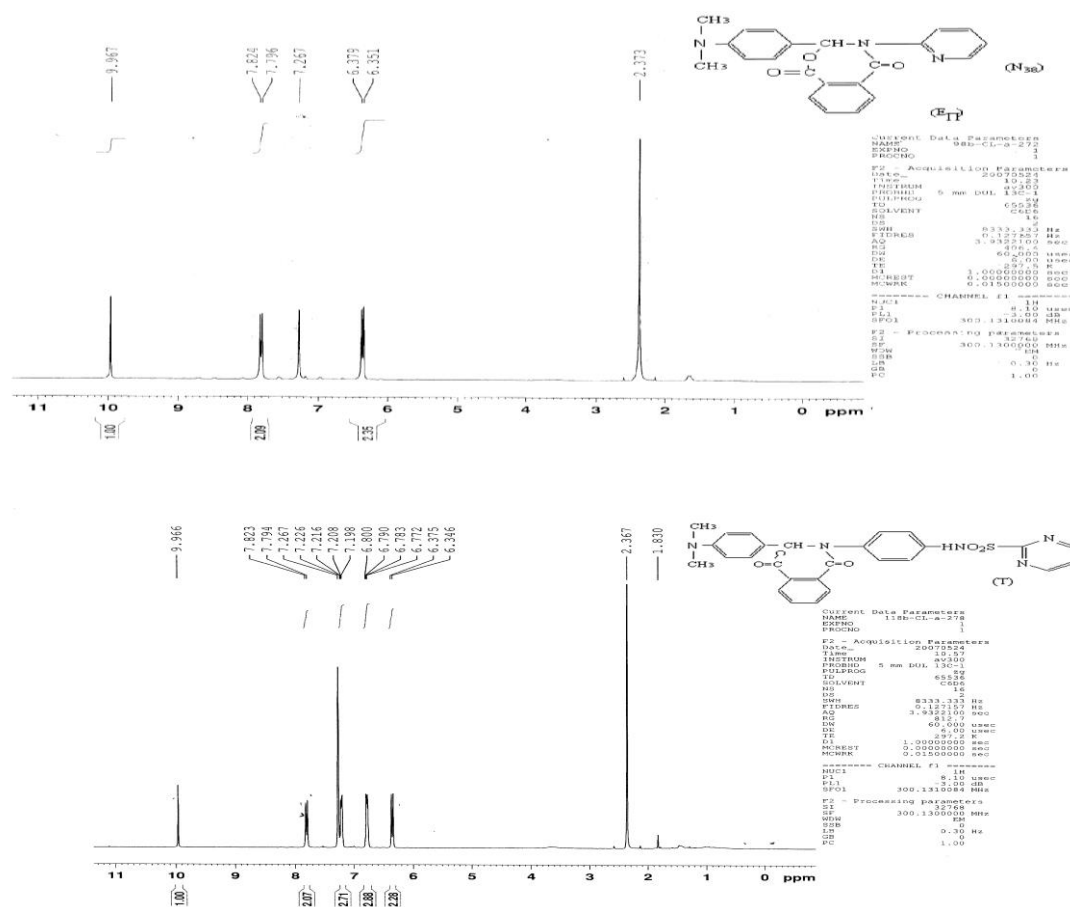 9.967
7.824
7.796
7.267
6.379
6.351
2.373
CH3
N
CH3
CH
N
O
C
O
C
O
N
(N38)
Current Data Parameters
NAME 98b-CL-a-272
EXPNO 1
PROCNO 1
F2 - Acquisition Parameters
Date_ 20070524
Time 10.23
INSTRUM av300
PROBHD 5 mm DUL 13C-1
PULPROG zg
TD 65536
SOLVENT C6D6
NS 16
DS 2
SWH 8333.333 Hz
AQ 3.9322100 sec
DW 60.000 usec
DE 6.00 usec
D1 1.00000000 sec
MCREST 0.00000000 sec
MCWRK 0.01500000 sec
CHANNEL f1
NUC1 1H
P1 8.10 usec
PL1 -3.00 dB
SFO1 300.1310084 MHz
F2 - Processing parameters
SI 32768
SF 300.1300000 MHz
WDW EM
SSB 0
LB 0.30 Hz
GB 0
PC 1.00
11 10 9 8 7 6 5 4 3 2 1 0 ppm
1.00
2.09
2.35
9.966
7.823
7.794
7.267
7.226
7.216
7.208
7.198
6.800
6.790
6.783
6.772
6.375
6.346
2.367
1.830
CH3
N
CH3
CH
N
HNO2S
N
N
O
C
C
O
(T)
Current Data Parameters
NAME 118b-CL-a-278
EXPNO 1
PROCNO 1
F2 - Acquisition Parameters
Date_ 20070524
Time 10.57
INSTRUM av300
PROBHD 5 mm DUL 13C-1
PULPROG zg
TD 65536
SOLVENT C6D6
NS 16
DS 2
SWH 8333.333 Hz
FIDRES 0.127157 Hz
AQ 3.9322100 sec
RG 812.7
DW 60.000 usec
DE 6.00 usec
TE 297.2 K
D1 1.00000000 sec
MCREST 0.00000000 sec
MCWRK 0.01500000 sec
CHANNEL f1
NUC1 1H
P1 8.10 usec
PL1 -3.00 dB
SFO1 300.1310084 MHz
F2 - Processing parameters
SI 32768
SF 300.1300000 MHz
WDW EM
SSB 0
LB 0.30 Hz
GB 0
PC 1.00
11 10 9 8 7 6 5 4 3 2 1 0 ppm
1.00
2.07
2.71
2.88
2.28